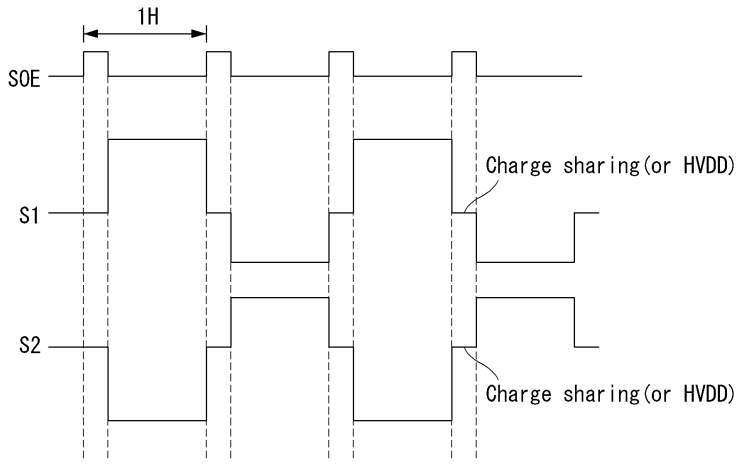 1H
SOE
Charge sharing(or HVDD)
S1
S2
Charge sharing(or HVDD)